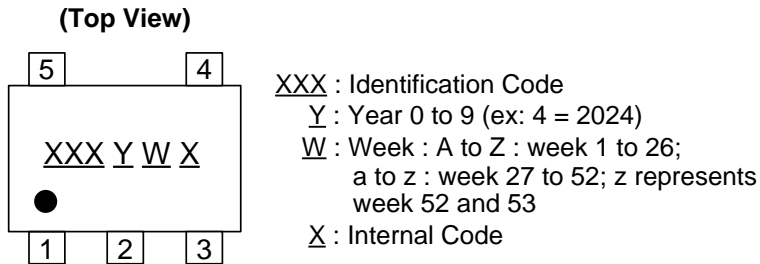 (Top View)
5 4
XXX Y W X
1 2 3
XXX : Identification Code
Y : Year 0 to 9 (ex: 4 = 2024)
W : Week : A to Z : week 1 to 26;
a to z : week 27 to 52; z represents
week 52 and 53
X : Internal Code